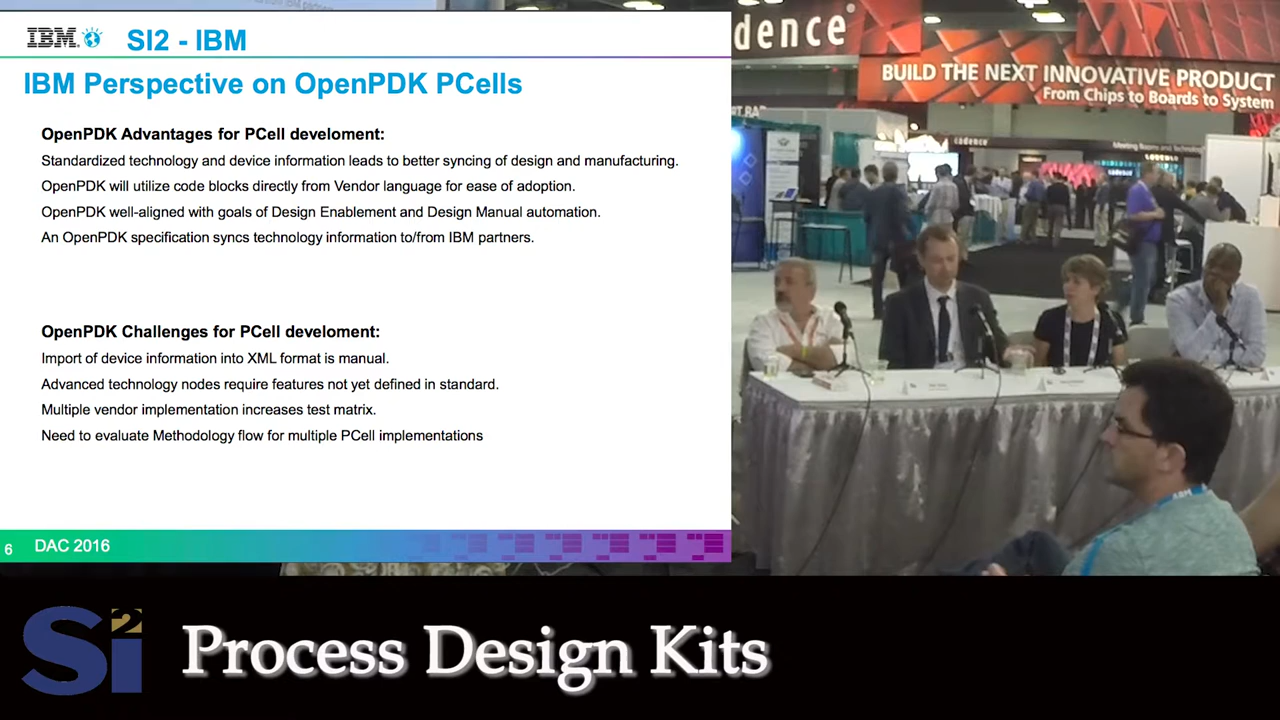 IBM.
SI2 - IBM
IBM Perspective on OpenPDK PCells
OpenPDK Advantages for PCell develoment:
Standardized technology and device information leads to better syncing of design and manufacturing.
OpenPDK will utilize code blocks directly from Vendor language for ease of adoption.
OpenPDK well-aligned with goals of Design Enablement and Design Manual automation.
An OpenPDK specification syncs technology information to/from IBM partners.
OpenPDK Challenges for PCell develoment:
Import of device information into XML format is manual.
Advanced technology nodes require features not yet defined in standard.
Multiple vendor implementation increases test matrix.
Need to evaluate Methodology flow for multiple PCell implementations
6 DAC 2016
dence®
BUILD THE NEXT INNOVATIVE PRODUCT
From Chips to Boards to System
cadence
ARM
Si2
Process Design Kits